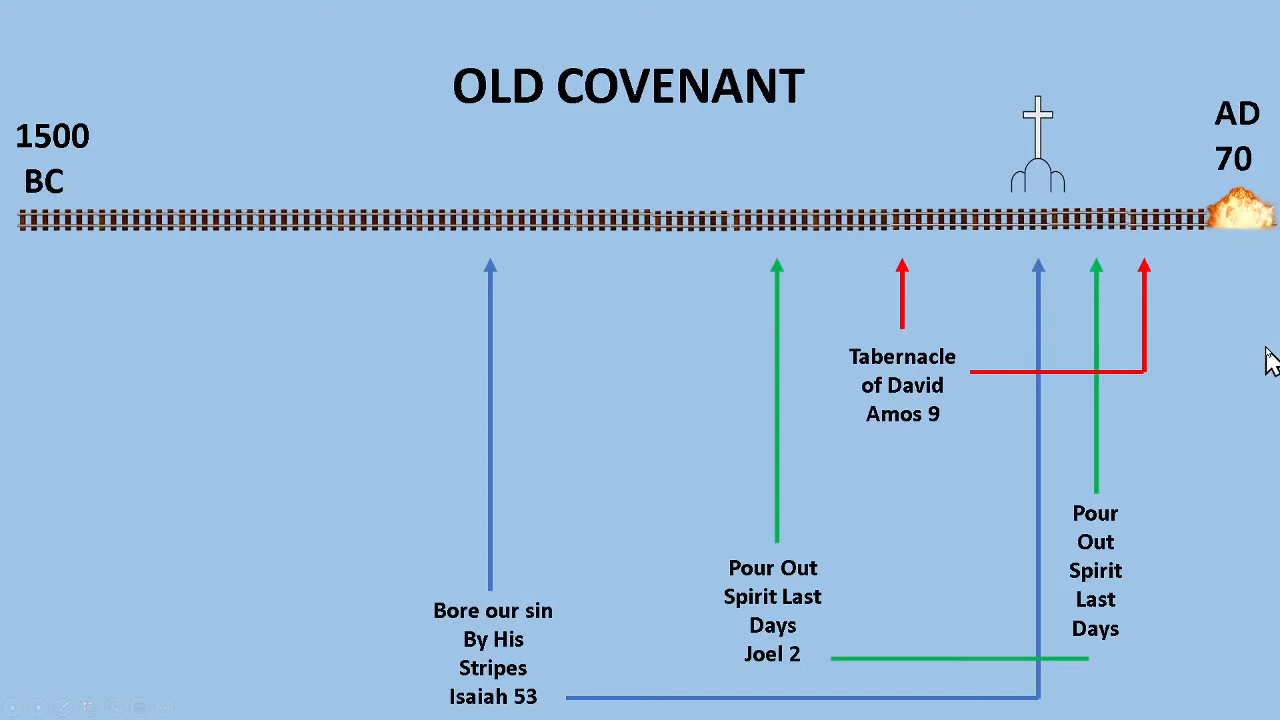 OLD COVENANT
1500
BC
AD
70
Tabernacle
of David
Amos 9
Pour
Out
Spirit
Last
Days
Pour Out
Spirit Last
Days
Joel 2
Bore our sin
By His
Stripes
Isaiah 53